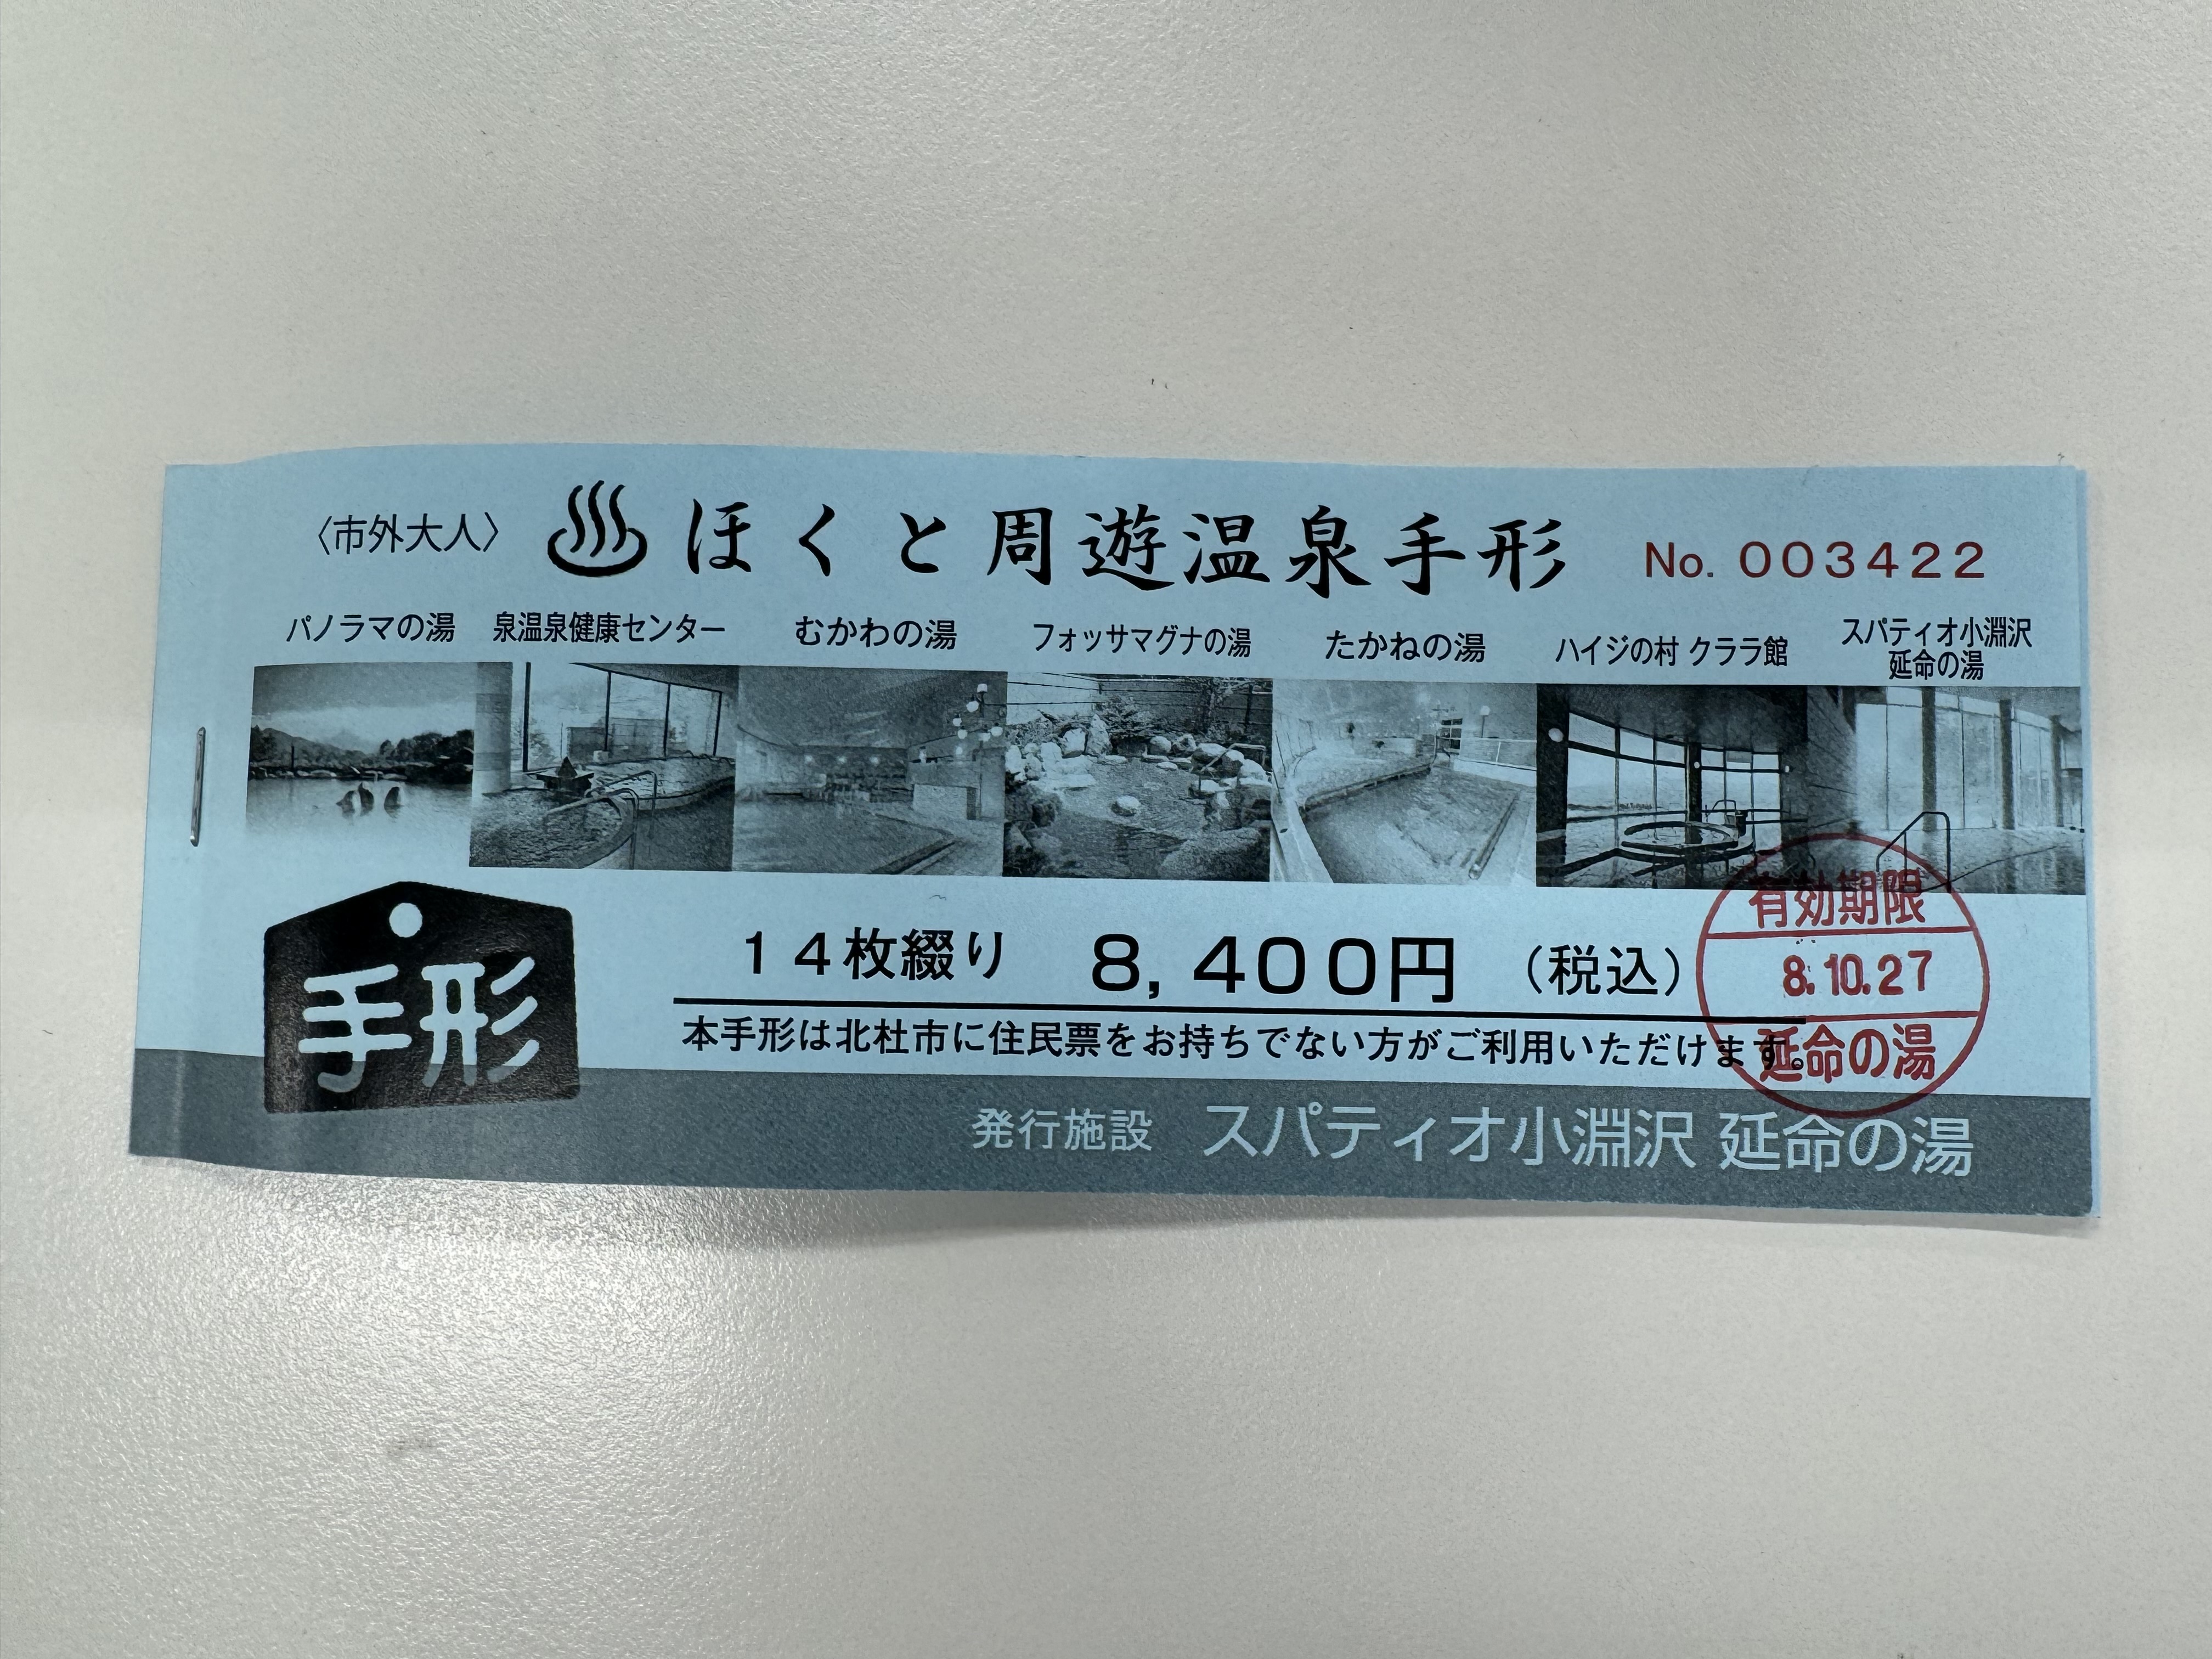 〈市外大人〉 ♨ほくと周遊温泉手形 No. 003422
パノラマの湯 泉温泉健康センター むかわの湯 フォッサマグナの湯 たかねの湯 ハイジの村 クララ館 スパティオ小淵沢
延命の湯
手形
14枚綴り 8,400円 （税込）
本手形は北杜市に住民票をお持ちでない方がご利用いただけます。
有効期限
8.10.27
延命の湯
発行施設 スパティオ小淵沢 延命の湯